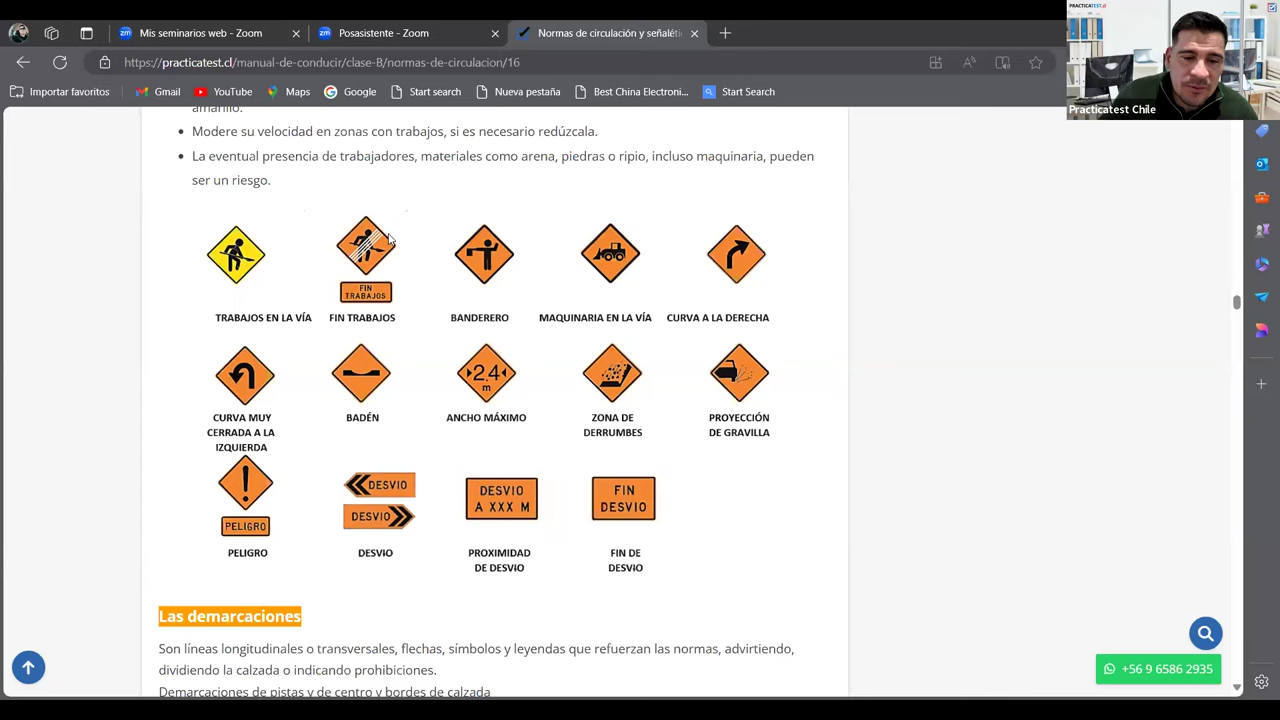 Mis seminarios web - Zoom
Posasistente - Zoom
Normas de circulación y señaléti
https://practicatest.cl/manual-de-conducir/clase-B/normas-de-circulacion/16
Importar favoritos
Gmail
YouTube
Maps
Google
Start search
Nueva pestaña
Best China Electroni...
Start Search
PRACTICATEST.cl
Practicatest Chile
amarillo.
• Modere su velocidad en zonas con trabajos, si es necesario redúzcala.
• La eventual presencia de trabajadores, materiales como arena, piedras o ripio, incluso maquinaria, pueden
ser un riesgo.
FIN
TRABAJOS
TRABAJOS EN LA VÍA
FIN TRABAJOS
BANDERERO
MAQUINARIA EN LA VÍA
CURVA A LA DERECHA
2.4
m
CURVA MUY
CERRADA A LA
IZQUIERDA
BADÉN
ANCHO MÁXIMO
ZONA DE
DERRUMBES
PROYECCIÓN
DE GRAVILLA
!
PELIGRO
DESVIO
DESVIO
DESVIO
A XXX M
FIN
DESVIO
PELIGRO
DESVIO
PROXIMIDAD
DE DESVIO
FIN DE
DESVIO
Las demarcaciones
Son líneas longitudinales o transversales, flechas, símbolos y leyendas que refuerzan las normas, advirtiendo,
dividiendo la calzada o indicando prohibiciones.
Demarcaciones de pistas y de centro y bordes de calzada
+56 9 6586 2935